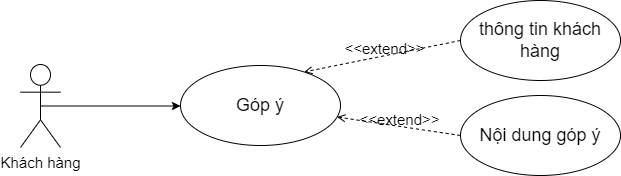 thông tin khách
hàng
<<extend>>
Góp ý
<<extend>>
Nội dung góp ý
Khách hàng